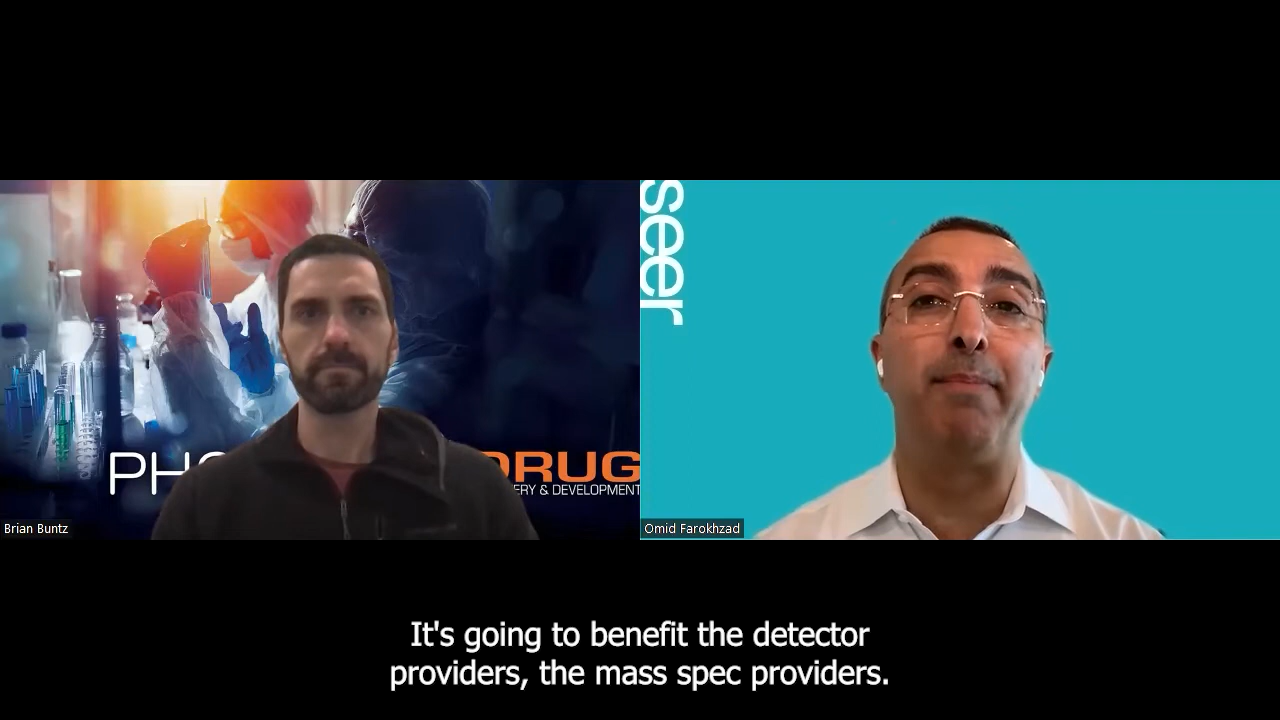 seer
PH
DRUG
ERY & DEVELOPMENT
Brian Buntz
Omid Farokhzad
It's going to benefit the detector
providers, the mass spec providers.